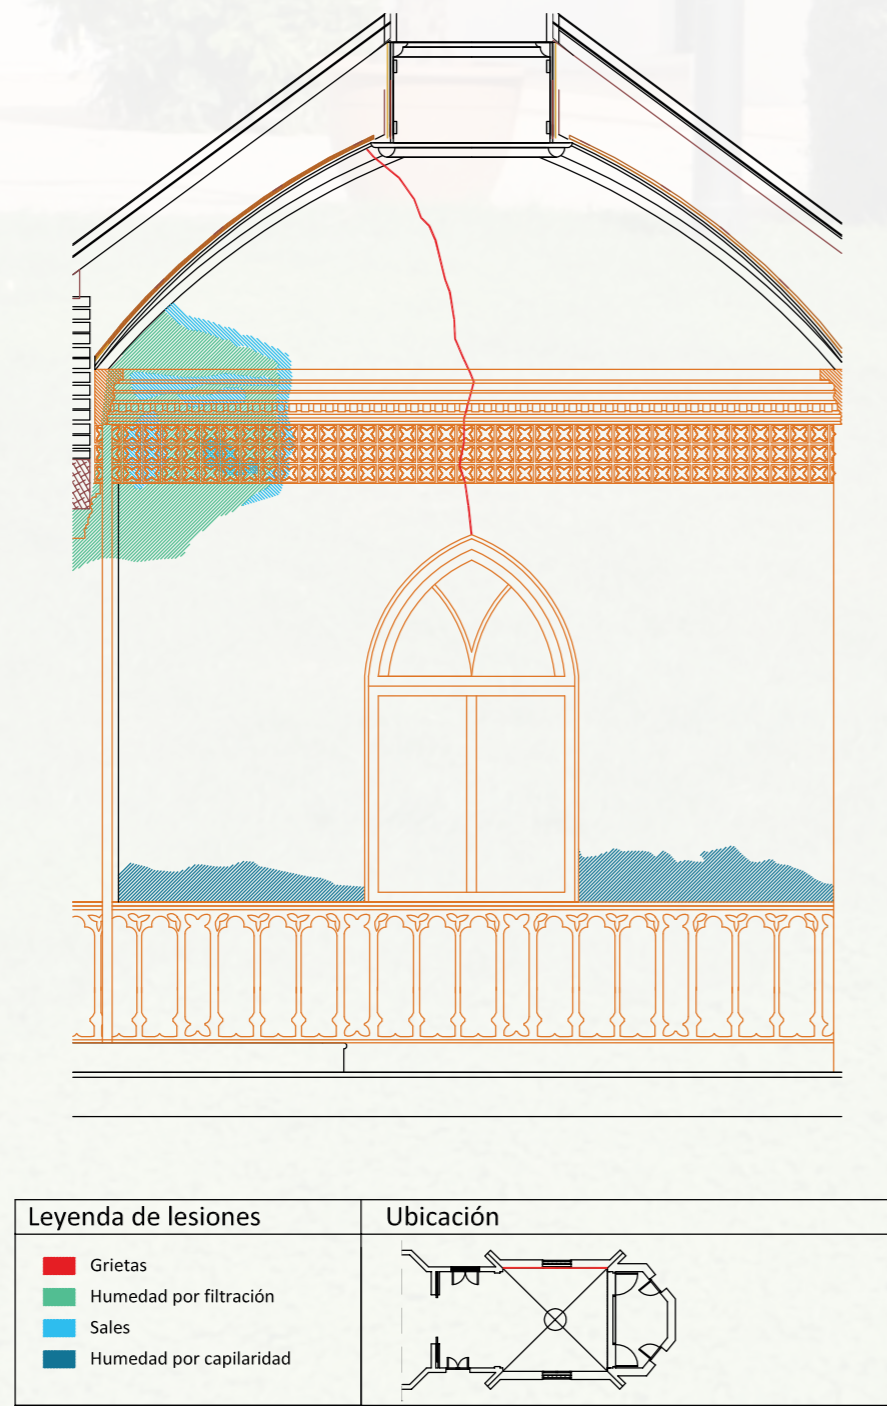 Leyenda de lesiones
Ubicación
Grietas
Humedad por filtración
Sales
Humedad por capilaridad